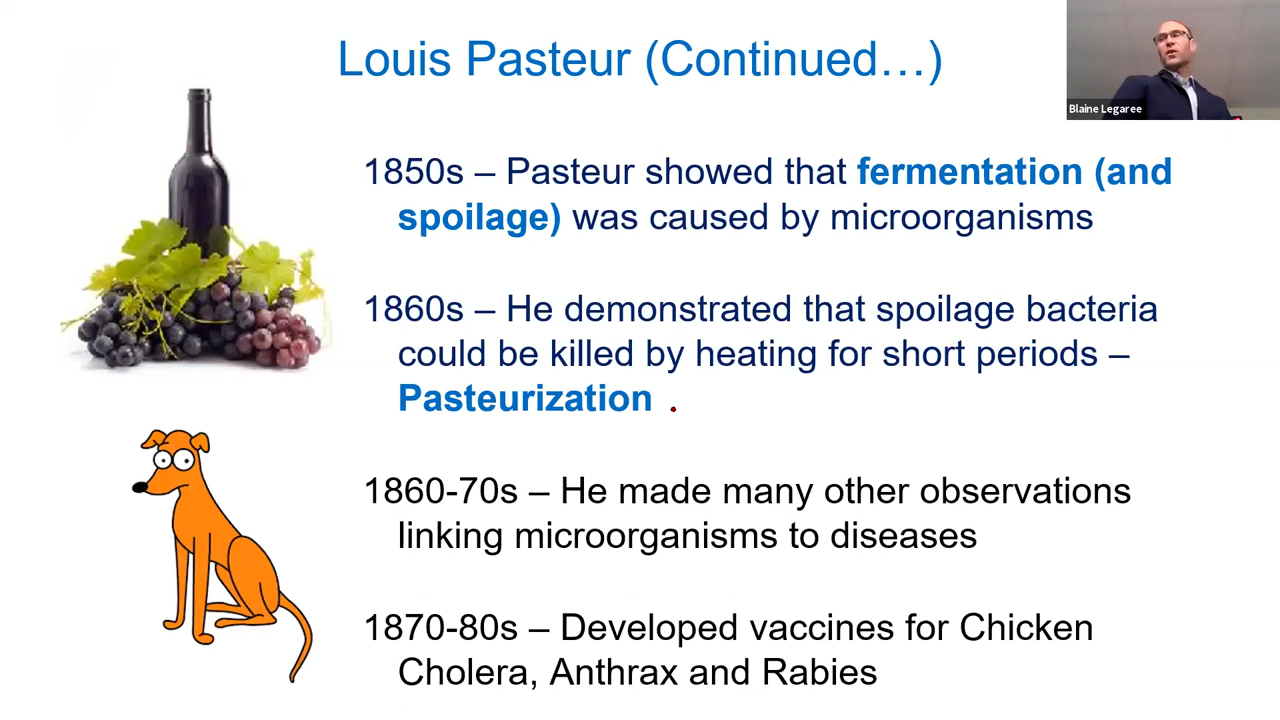 Louis Pasteur (Continued…)
Blaine Legaree
1850s – Pasteur showed that fermentation (and
spoilage) was caused by microorganisms
1860s – He demonstrated that spoilage bacteria
could be killed by heating for short periods –
Pasteurization
1860-70s – He made many other observations
linking microorganisms to diseases
1870-80s – Developed vaccines for Chicken
Cholera, Anthrax and Rabies